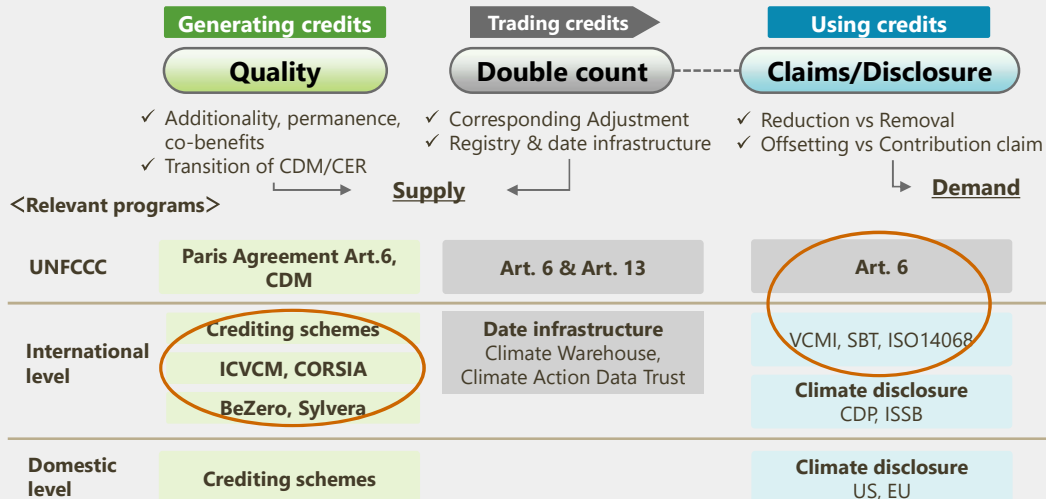 Generating credits
Trading credits
Using credits
Quality
Double count
Claims/Disclosure
✓ Additionality, permanence,
co-benefits
✓ Transition of CDM/CER
✓ Corresponding Adjustment
✓ Registry & date infrastructure
✓ Reduction vs Removal
✓ Offsetting vs Contribution claim
Supply
Demand
<Relevant programs>
UNFCCC
Paris Agreement Art.6,
CDM
Art. 6 & Art. 13
Art. 6
International
level
Crediting schemes
ICVCM, CORSIA
BeZero, Sylvera
Date infrastructure
Climate Warehouse,
Climate Action Data Trust
VCMI, SBT, ISO14068
Climate disclosure
CDP, ISSB
Domestic
level
Crediting schemes
Climate disclosure
US, EU